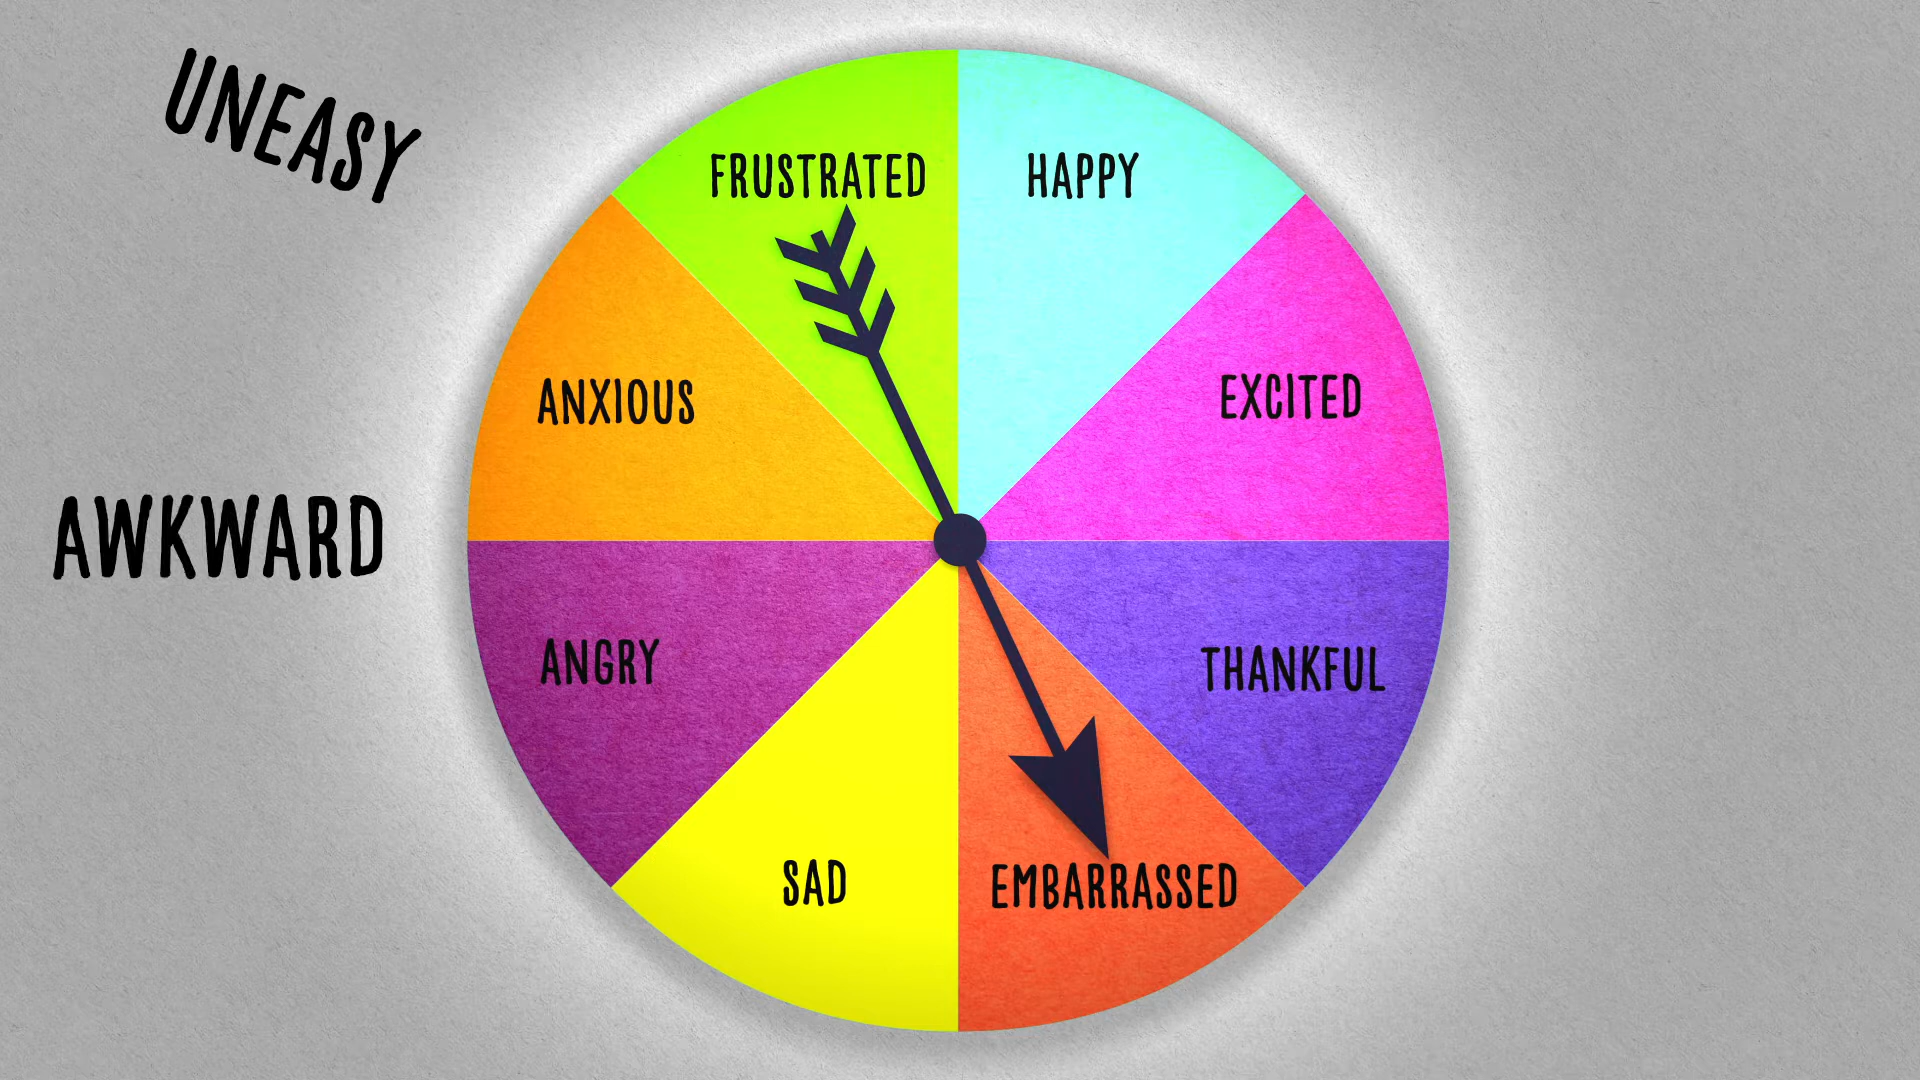 UNEASY
FRUSTRATED
HAPPY
ANXIOUS
EXCITED
AWKWARD
ANGRY
THANKFUL
SAD
EMBARRASSED